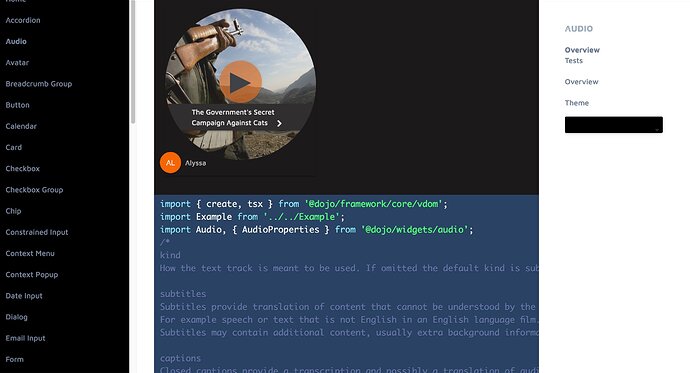 Home
Accordion
Audio
Avatar
Breadcrumb Group
Button
Calendar
Card
Checkbox
Checkbox Group
Chip
Constrained Input
Context Menu
Context Popup
Date Input
Dialog
Email Input
Form
The Government's Secret
Campaign Against Cats
AL
Alyssa
import { create, tsx } from '@dojo/framework/core/vdom';
import Example from '../../Example';
import Audio, { AudioProperties } from '@dojo/widgets/audio';
/*
kind
How the text track is meant to be used. If omitted the default kind is sub
subtitles
Subtitles provide translation of content that cannot be understood by the
For example speech or text that is not English in an English language film.
Subtitles may contain additional content, usually extra background informa
captions
Closed captions provide a transcription and possibly a translation of audi
AUDIO
Overview
Tests
Overview
Theme